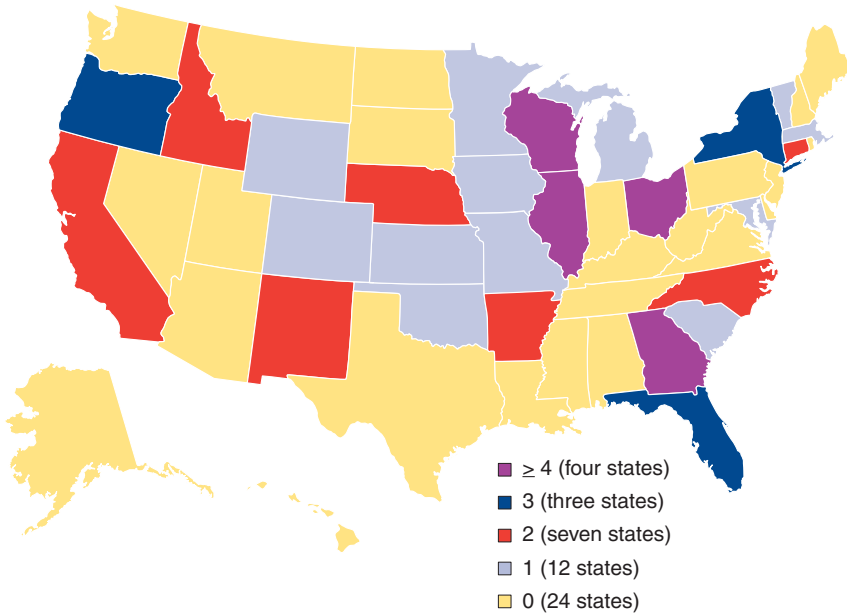 ≥ 4 (four states)
3 (three states)
2 (seven states)
1 (12 states)
0 (24 states)